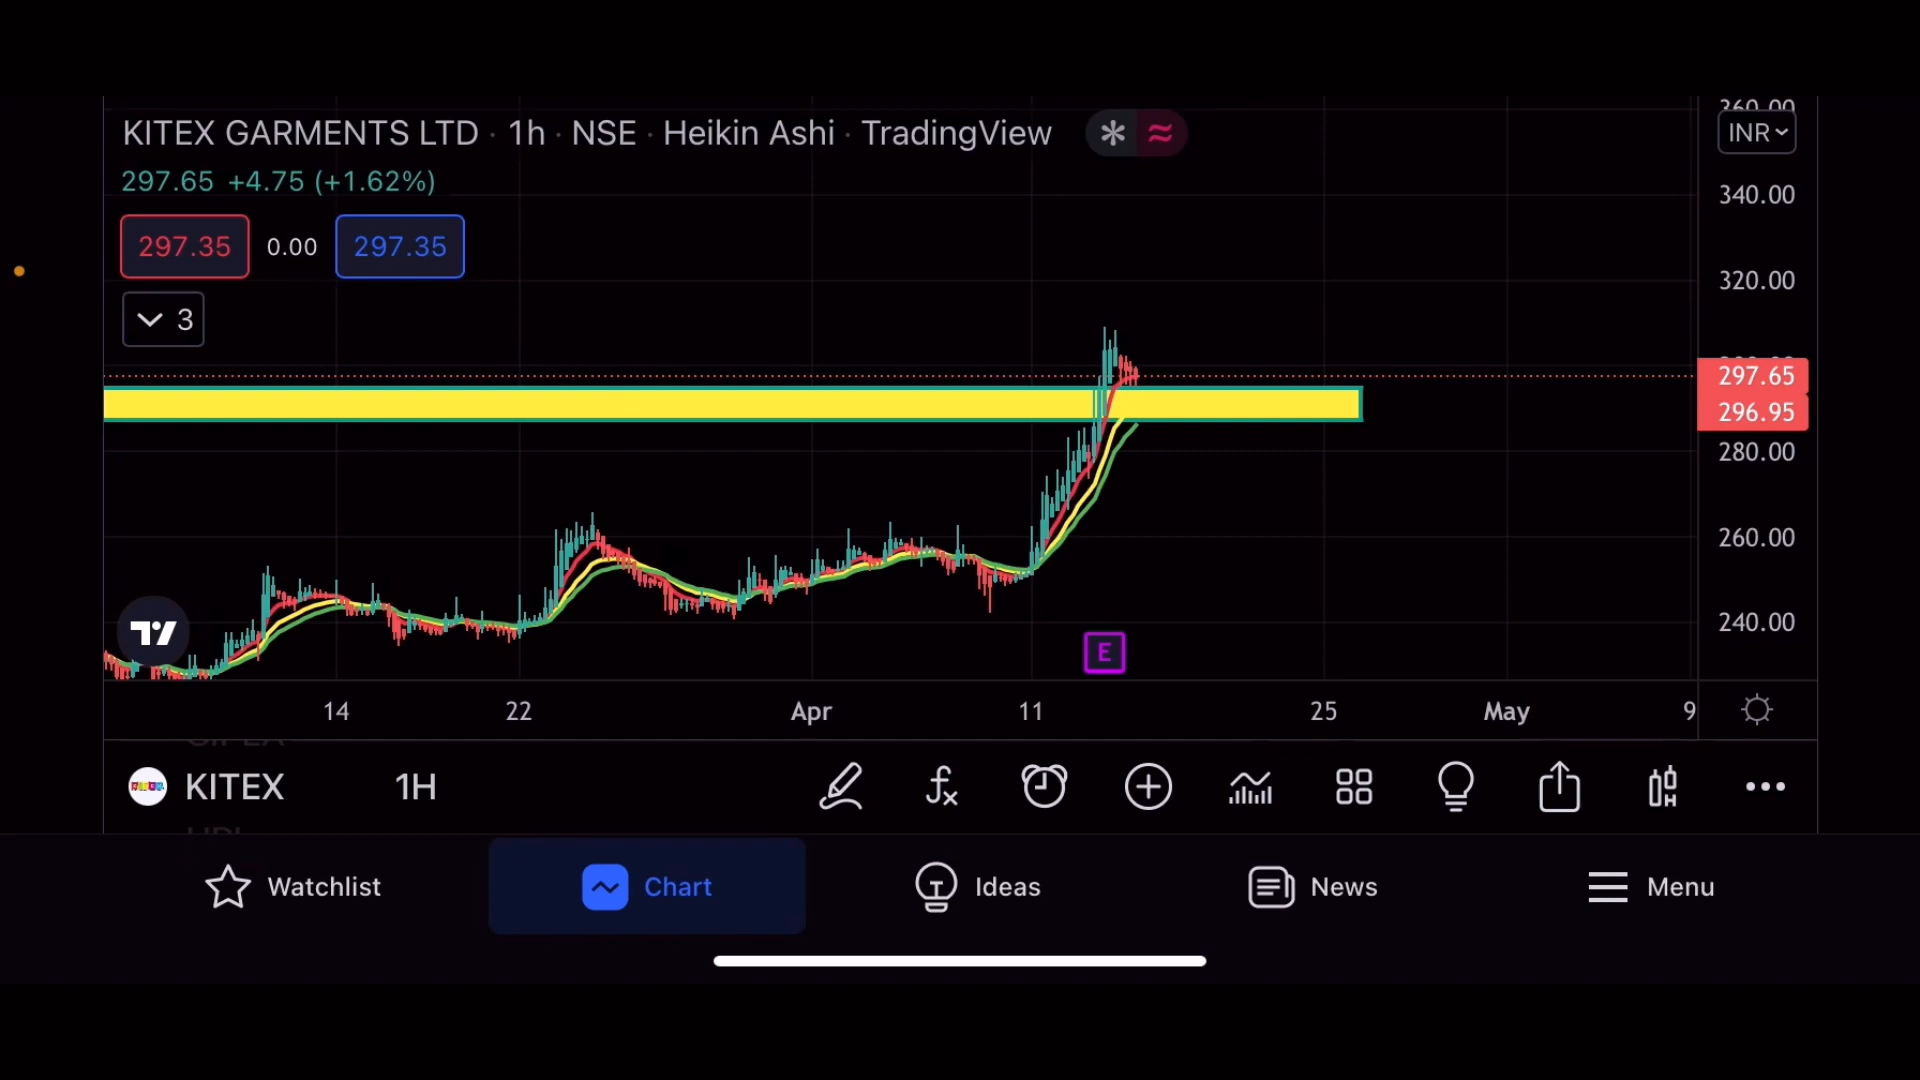 KITEX GARMENTS LTD · 1h · NSE · Heikin Ashi · TradingView
360.00
INR
297.65 +4.75 (+1.62%)
340.00
297.35 0.00 297.35
320.00
3
297.65
296.95
280.00
260.00
240.00
E
14 22 Apr 11 25 May 9
KITEX 1H
Watchlist Chart Ideas News Menu